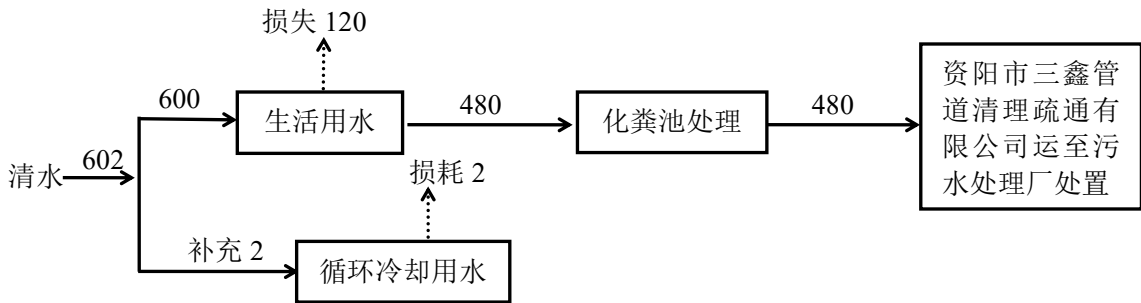 损失 120
600
生活用水
480
化粪池处理
480
资阳市三鑫管
道清理疏通有
限公司运至污
水处理厂处置
清水
602
损耗 2
补充 2
循环冷却用水